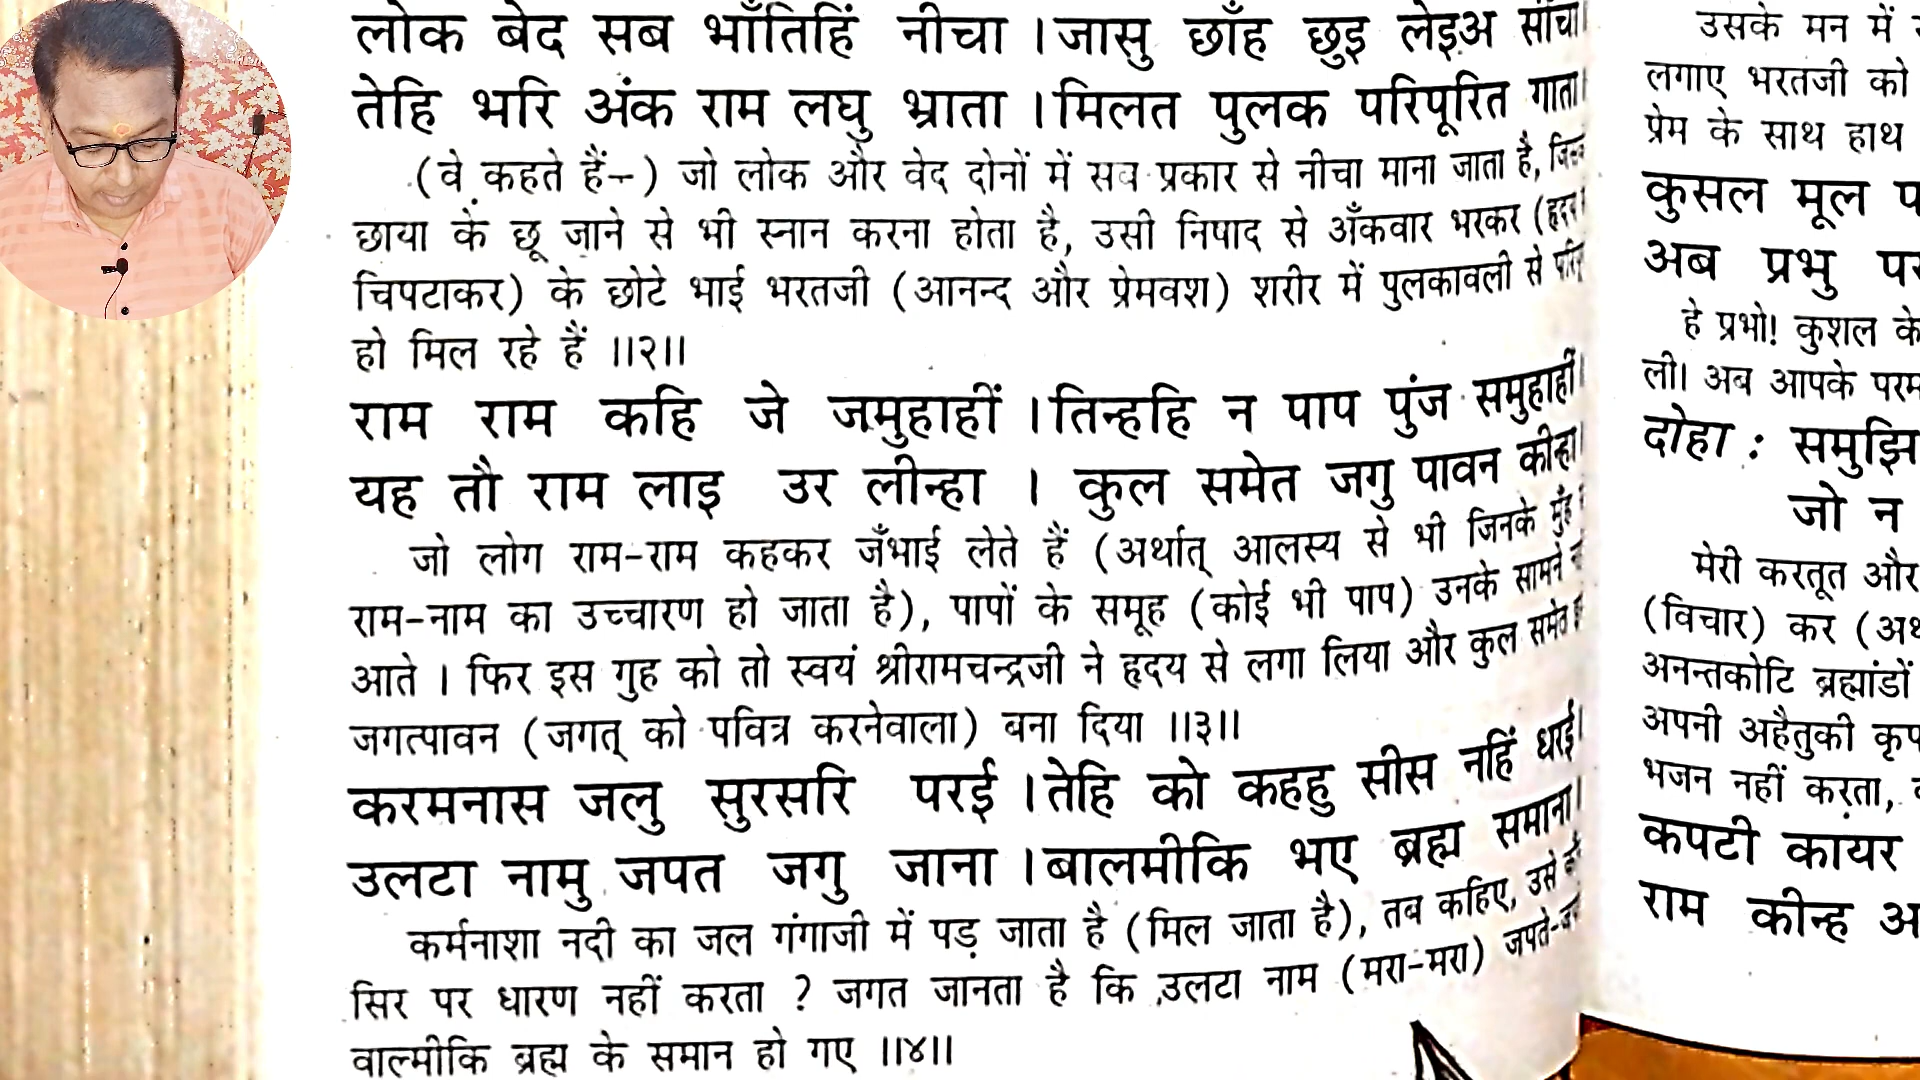 लोक बेद सब भाँतिहिं नीचा । जासु छाँह छुइ लेइअ सींचा।
तेहि भरि अंक राम लघु भ्राता । मिलत पुलक परिपूरित गाता।
(वे कहते हैं–) जो लोक और वेद दोनों में सब प्रकार से नीचा माना जाता है,
छाया के छू जाने से भी स्नान करना होता है, उसी निषाद से अँकवार भरकर
चिपटाकर) के छोटे भाई भरतजी (आनन्द और प्रेमवश) शरीर में पुलकावली से
हो मिल रहे हैं ॥२॥
राम राम कहि जे जमुहाहीं । तिन्हहि न पाप पुंज समुहाहीं।
यह तौ राम लाइ उर लीन्हा । कुल समेत जगु पावन कीन्हा।
जो लोग राम-राम कहकर जँभाई लेते हैं (अर्थात् आलस्य से भी जिनके मुँह
राम-नाम का उच्चारण हो जाता है), पापों के समूह (कोई भी पाप) उनके सामने
आते । फिर इस गुह को तो स्वयं श्रीरामचन्द्रजी ने हृदय से लगा लिया और कुल समेत
जगत्पावन (जगत् को पवित्र करनेवाला) बना दिया ॥३॥
करमनास जलु सुरसरि परई । तेहि को कहहु सीस नहिं धरई।
उलटा नामु जपत जगु जाना । बालमीकि भए ब्रह्म समाना।
कर्मनाशा नदी का जल गंगाजी में पड़ जाता है (मिल जाता है), तब कहिए, उसे
सिर पर धारण नहीं करता ? जगत जानता है कि उलटा नाम (मरा-मरा) जपते-
वाल्मीकि ब्रह्म के समान हो गए ॥४॥
उसके मन में
लगाए भरतजी को
प्रेम के साथ हाथ
कुसल मूल
अब प्रभु
हे प्रभो! कुशल के
ली। अब आपके परम
दोहा : समुझि
जो न
मेरी करतूत और
(विचार) कर
अनन्तकोटि ब्रह्मांडों
अपनी अहैतुकी
भजन नहीं करता,
कपटी कायर
राम कीन्ह